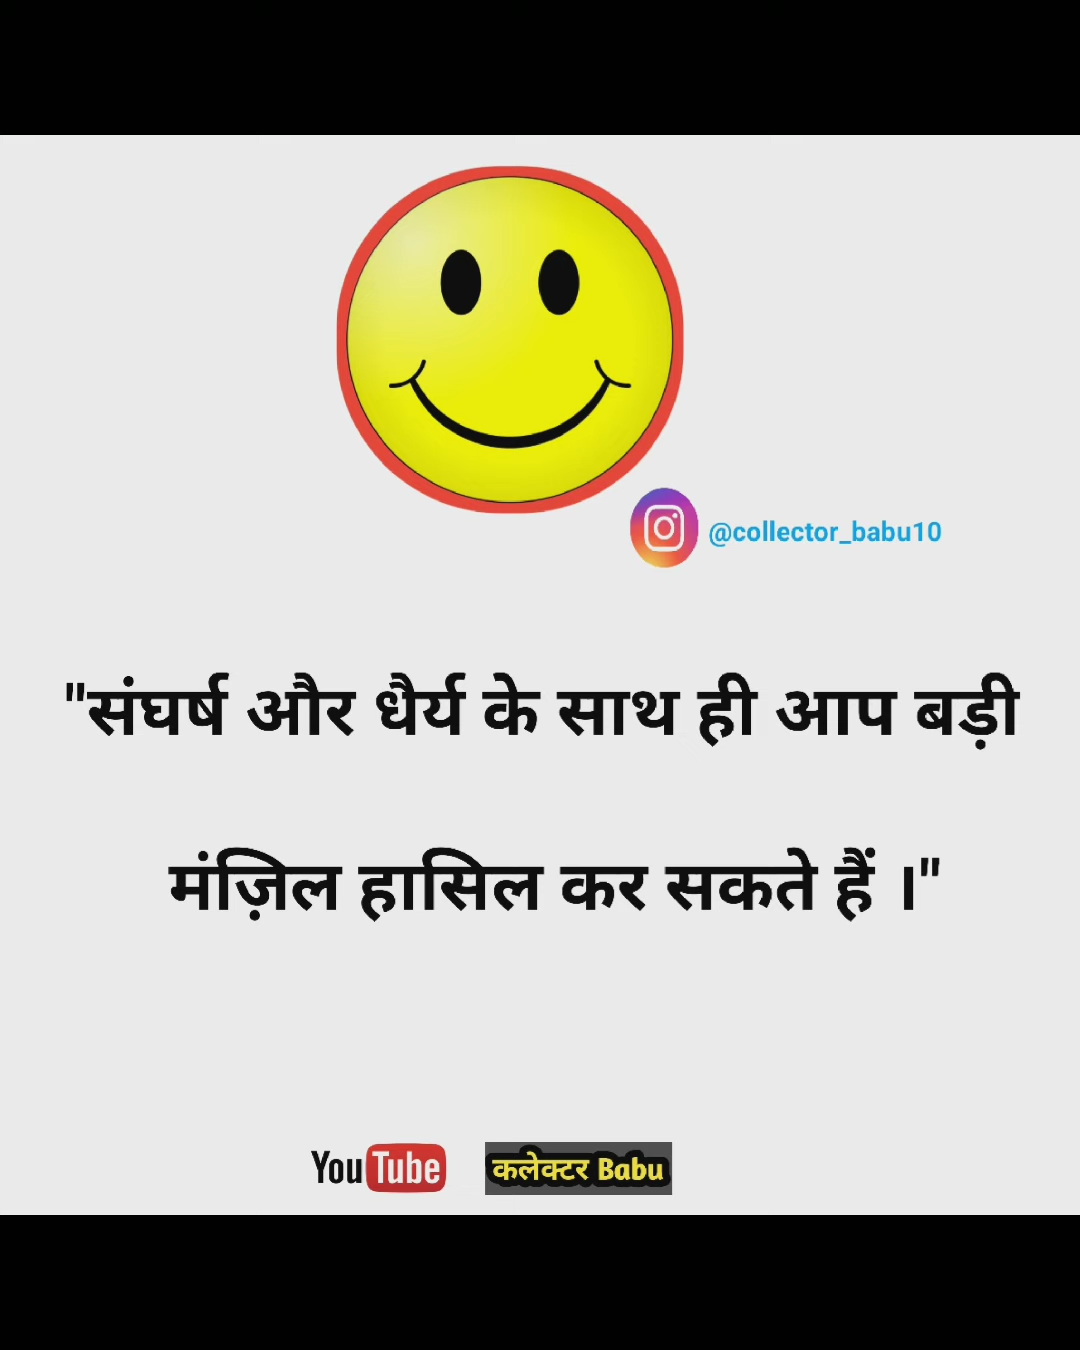 @collector_babu10
"संघर्ष और धैर्य के साथ ही आप बड़ी
मंज़िल हासिल कर सकते हैं ।"
YouTube कलेक्टर Babu